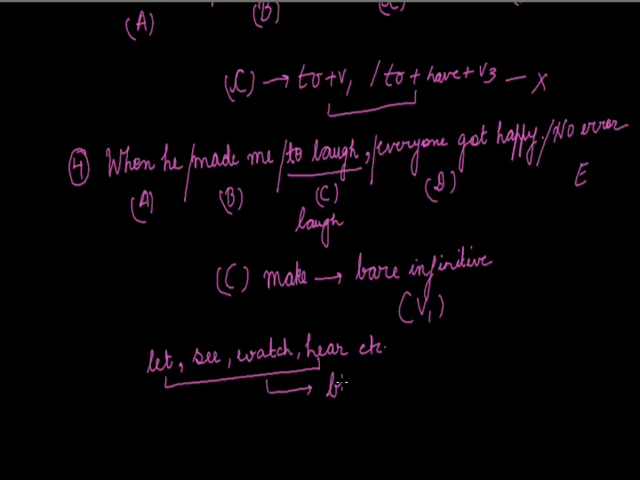 (A) (B)
(C) → to+V1 / to + have + V3 — X
④ When he / made me / to laugh, / everyone got happy. / No error
(A) (B) (C) (D) E
laugh
(C) make → bare infinitive
(V1)
let, see, watch, hear etc.
→ b